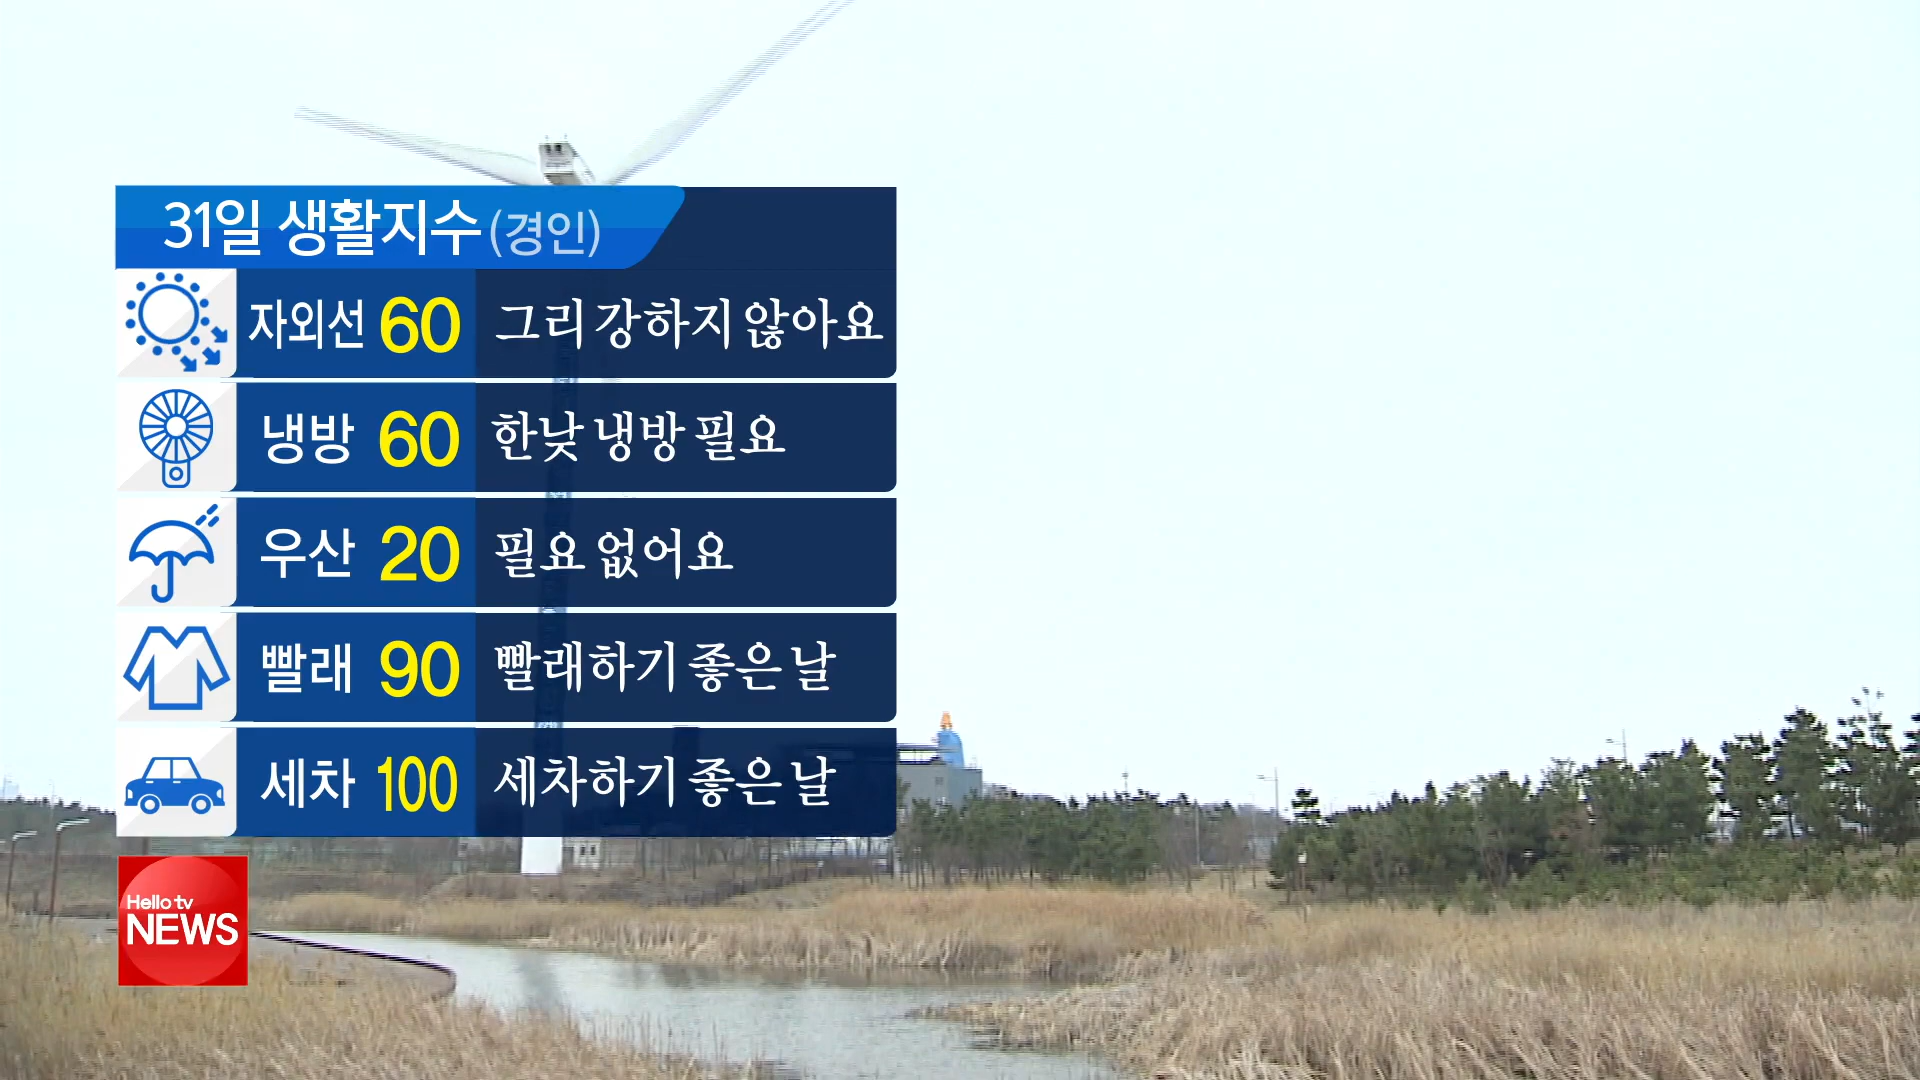 31일 생활지수(경인)
자외선 60 그리 강하지 않아요
냉방 60 한낮 냉방 필요
우산 20 필요 없어요
빨래 90 빨래하기 좋은 날
세차 100 세차하기 좋은 날
Hello tv
NEWS